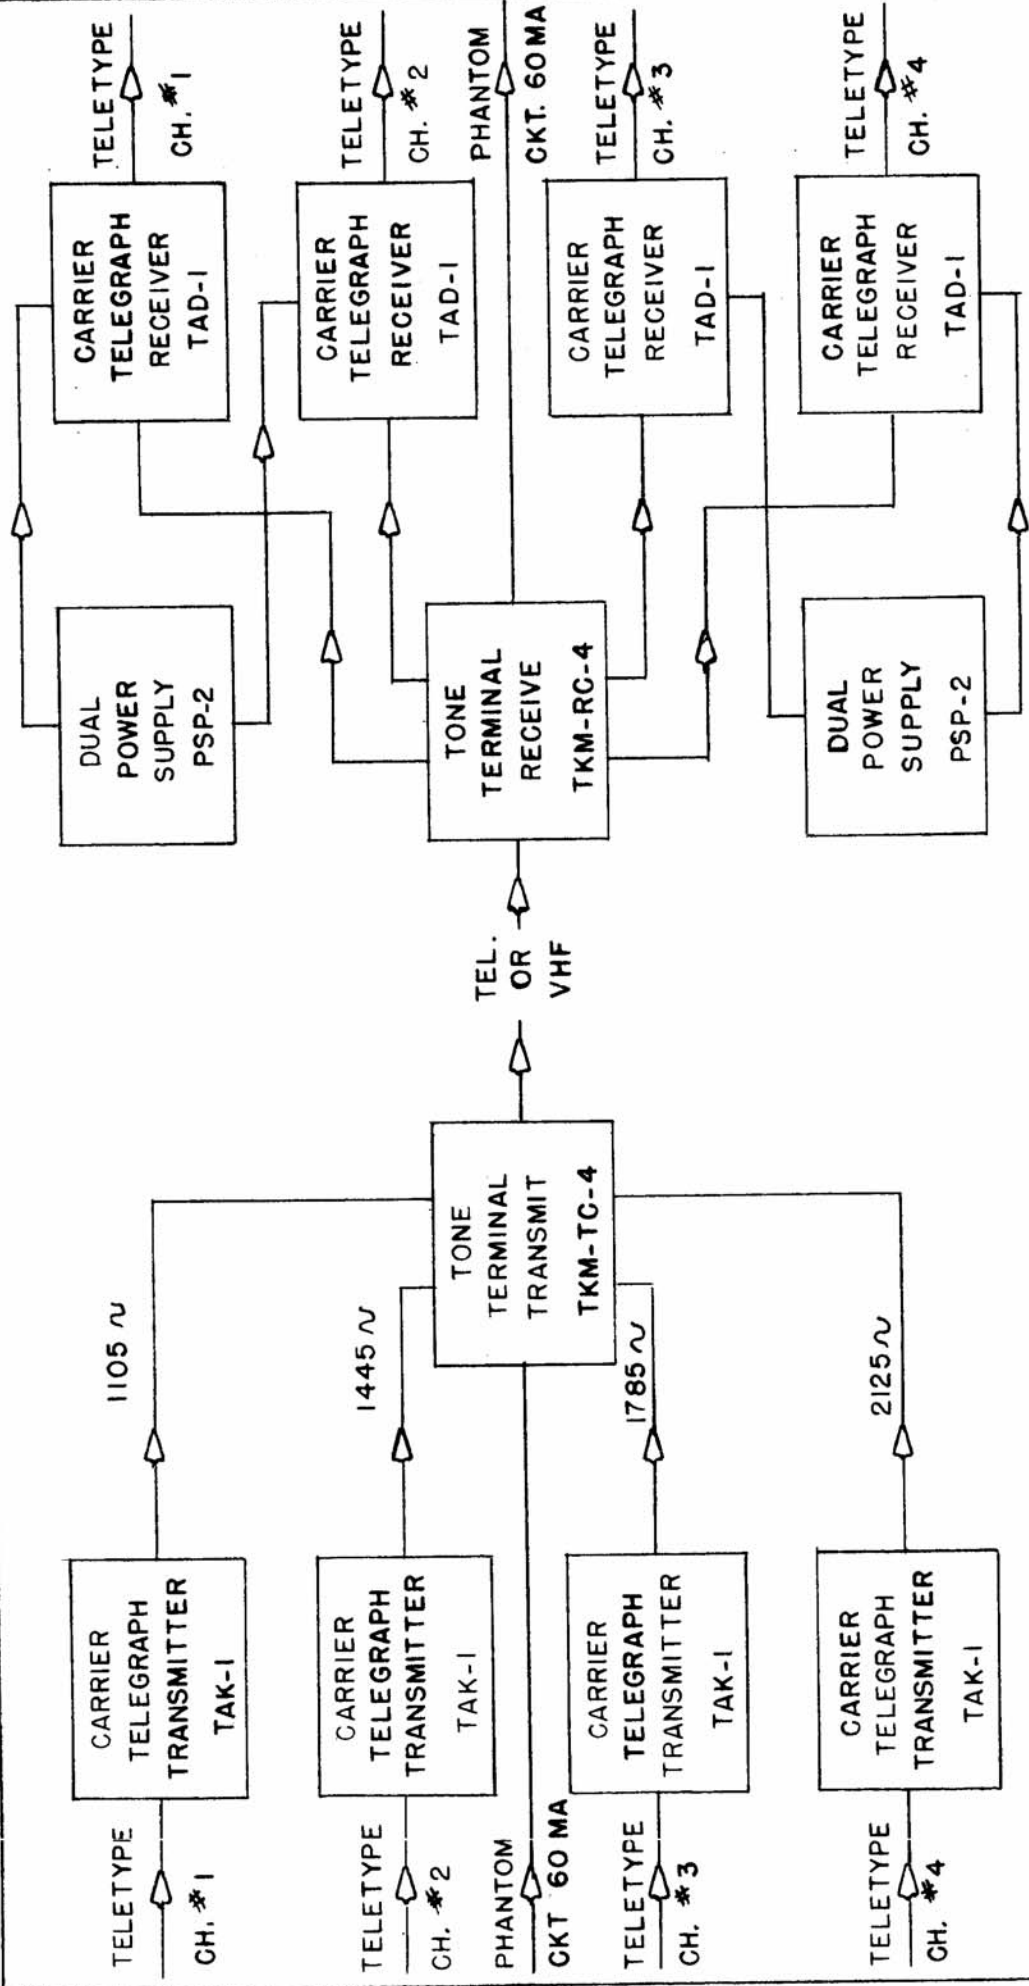 TELETYPE
CH. #1
CARRIER
TELEGRAPH
TRANSMITTER
TAK-1
1105 ~
TELETYPE
CH. #2
CARRIER
TELEGRAPH
TRANSMITTER
TAK-1
1445 ~
PHANTOM
CKT 60 MA
TELETYPE
CH. #3
CARRIER
TELEGRAPH
TRANSMITTER
TAK-1
1785 ~
TELETYPE
CH. #4
CARRIER
TELEGRAPH
TRANSMITTER
TAK-1
2125 ~
TONE
TERMINAL
TRANSMIT
TKM-TC-4
TEL.
OR
VHF
TONE
TERMINAL
RECEIVE
TKM-RC-4
DUAL
POWER
SUPPLY
PSP-2
DUAL
POWER
SUPPLY
PSP-2
CARRIER
TELEGRAPH
RECEIVER
TAD-1
TELETYPE
CH. #1
CARRIER
TELEGRAPH
RECEIVER
TAD-1
TELETYPE
CH. #2
PHANTOM
CKT. 60 MA
CARRIER
TELEGRAPH
RECEIVER
TAD-1
TELETYPE
CH. #3
CARRIER
TELEGRAPH
RECEIVER
TAD-1
TELETYPE
CH. #4